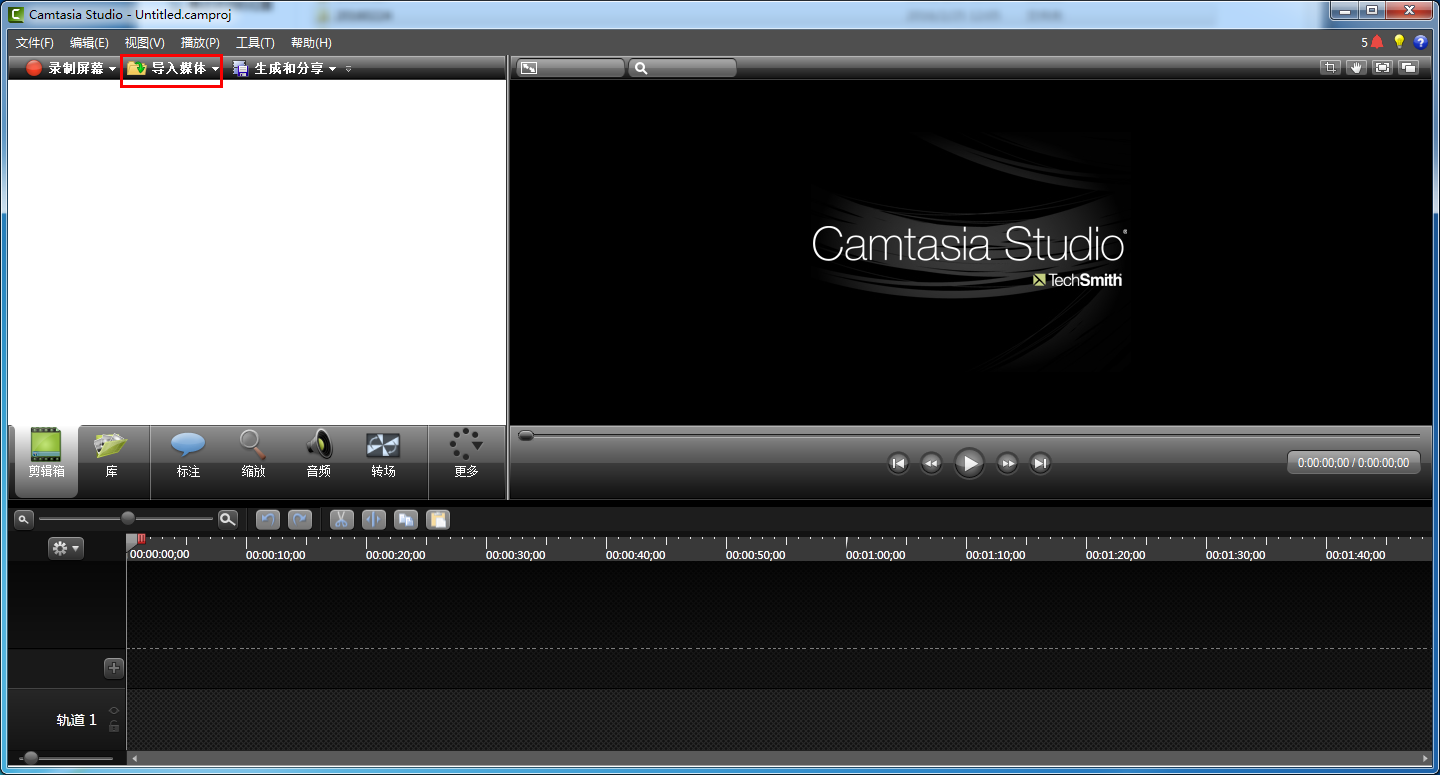 Camtasia Studio - Untitled.camproj
文件(F) 编辑(E) 视图(V) 播放(P) 工具(T) 帮助(H) 5
录制屏幕 导入媒体 生成和分享
Camtasia Studio
TechSmith
剪辑箱 库 标注 缩放 音频 转场 更多
0:00:00;00 / 0:00:00;00
00:00:00;00 00:00:10;00 00:00:20;00 00:00:30;00 00:00:40;00 00:00:50;00 00:01:00;00 00:01:10;00 00:01:20;00 00:01:30;00 00:01:40;00
轨道 1